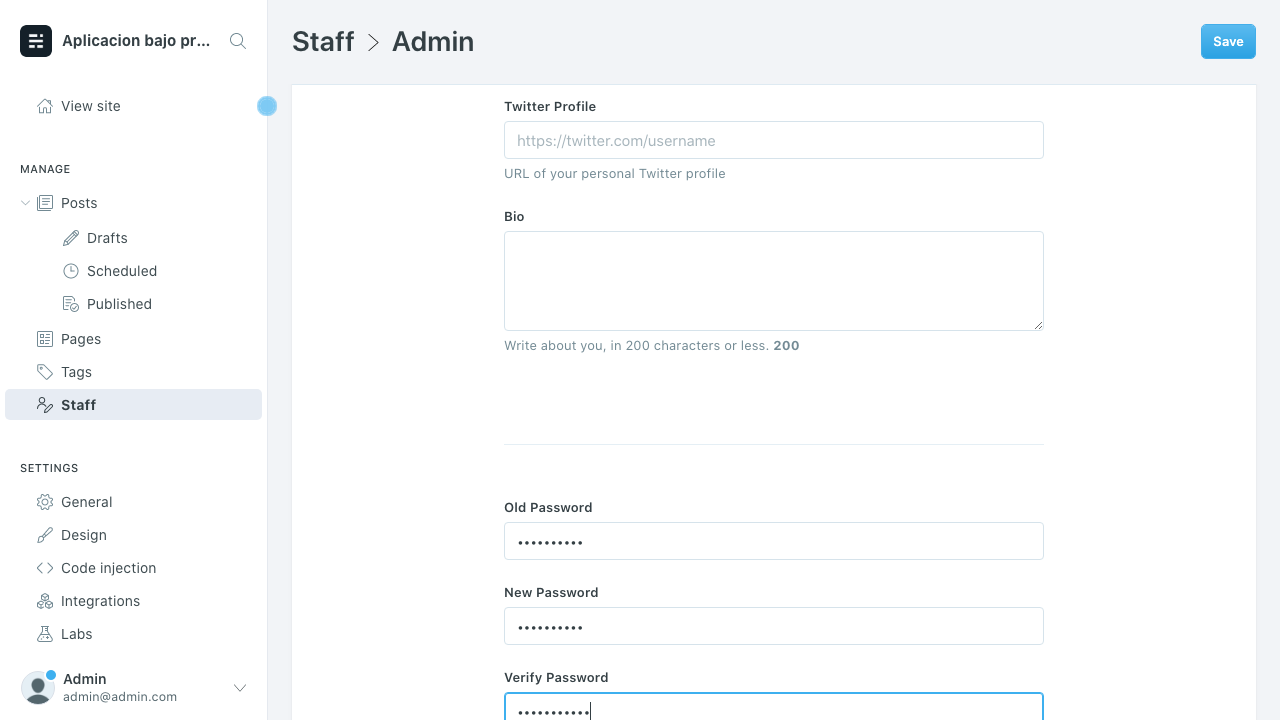 Aplicacion bajo pr...
View site
MANAGE
Posts
Drafts
Scheduled
Published
Pages
Tags
Staff
SETTINGS
General
Design
Code injection
Integrations
Labs
Admin
admin@admin.com
Staff > Admin
Save
Twitter Profile
https://twitter.com/username
URL of your personal Twitter profile
Bio
Write about you, in 200 characters or less. 200
Old Password
••••••••••
New Password
••••••••••
Verify Password
•••••••••••